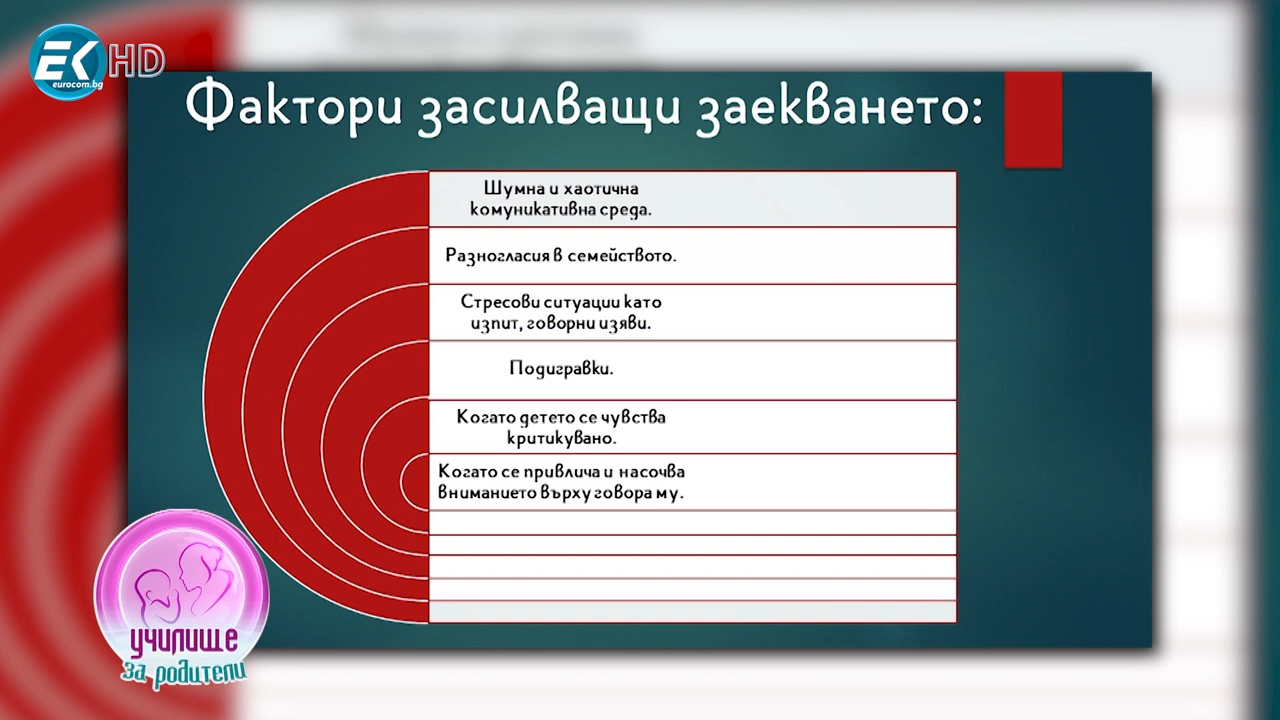 EK HD
eurocom.bg
Фактори засилващи заекването:
Шумна и хаотична
комуникативна среда.
Разногласия в семейството.
Стресови ситуации като
изпит, говорни изяви.
Подигравки.
Когато детето се чувства
критикувано.
Когато се привлича и насочва
вниманието върху говора му.
училище
за родители